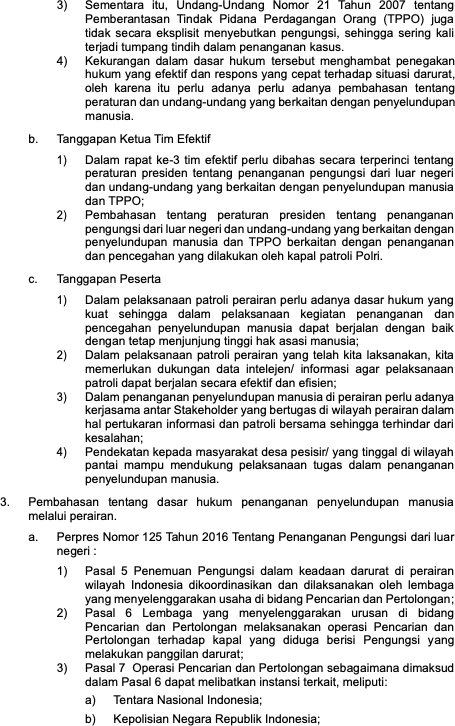 3) Sementara itu, Undang-Undang Nomor 21 Tahun 2007 tentang
Pemberantasan Tindak Pidana Perdagangan Orang (TPPO) juga
tidak secara eksplisit menyebutkan pengungsi, sehingga sering kali
terjadi tumpang tindih dalam penanganan kasus.
4) Kekurangan dalam dasar hukum tersebut menghambat penegakan
hukum yang efektif dan respons yang cepat terhadap situasi darurat,
oleh karena itu perlu adanya perlu adanya pembahasan tentang
peraturan dan undang-undang yang berkaitan dengan penyelundupan
manusia.
b. Tanggapan Ketua Tim Efektif
1) Dalam rapat ke-3 tim efektif perlu dibahas secara terperinci tentang
peraturan presiden tentang penanganan pengungsi dari luar negeri
dan undang-undang yang berkaitan dengan penyelundupan manusia
dan TPPO;
2) Pembahasan tentang peraturan presiden tentang penanganan
pengungsi dari luar negeri dan undang-undang yang berkaitan dengan
penyelundupan manusia dan TPPO berkaitan dengan penanganan
dan pencegahan yang dilakukan oleh kapal patroli Polri.
c. Tanggapan Peserta
1) Dalam pelaksanaan patroli perairan perlu adanya dasar hukum yang
kuat sehingga dalam pelaksanaan kegiatan penanganan dan
pencegahan penyelundupan manusia dapat berjalan dengan baik
dengan tetap menjunjung tinggi hak asasi manusia;
2) Dalam pelaksanaan patroli perairan yang telah kita laksanakan, kita
memerlukan dukungan data intelejen/ informasi agar pelaksanaan
patroli dapat berjalan secara efektif dan efisien;
3) Dalam penanganan penyelundupan manusia di perairan perlu adanya
kerjasama antar Stakeholder yang bertugas di wilayah perairan dalam
hal pertukaran informasi dan patroli bersama sehingga terhindar dari
kesalahan;
4) Pendekatan kepada masyarakat desa pesisir/ yang tinggal di wilayah
pantai mampu mendukung pelaksanaan tugas dalam penanganan
penyelundupan manusia.
3. Pembahasan tentang dasar hukum penanganan penyelundupan manusia
melalui perairan.
a. Perpres Nomor 125 Tahun 2016 Tentang Penanganan Pengungsi dari luar
negeri :
1) Pasal 5 Penemuan Pengungsi dalam keadaan darurat di perairan
wilayah Indonesia dikoordinasikan dan dilaksanakan oleh lembaga
yang menyelenggarakan usaha di bidang Pencarian dan Pertolongan;
2) Pasal 6 Lembaga yang menyelenggarakan urusan di bidang
Pencarian dan Pertolongan melaksanakan operasi Pencarian dan
Pertolongan terhadap kapal yang diduga berisi Pengungsi yang
melakukan panggilan darurat;
3) Pasal 7 Operasi Pencarian dan Pertolongan sebagaimana dimaksud
dalam Pasal 6 dapat melibatkan instansi terkait, meliputi:
a) Tentara Nasional Indonesia;
b) Kepolisian Negara Republik Indonesia;